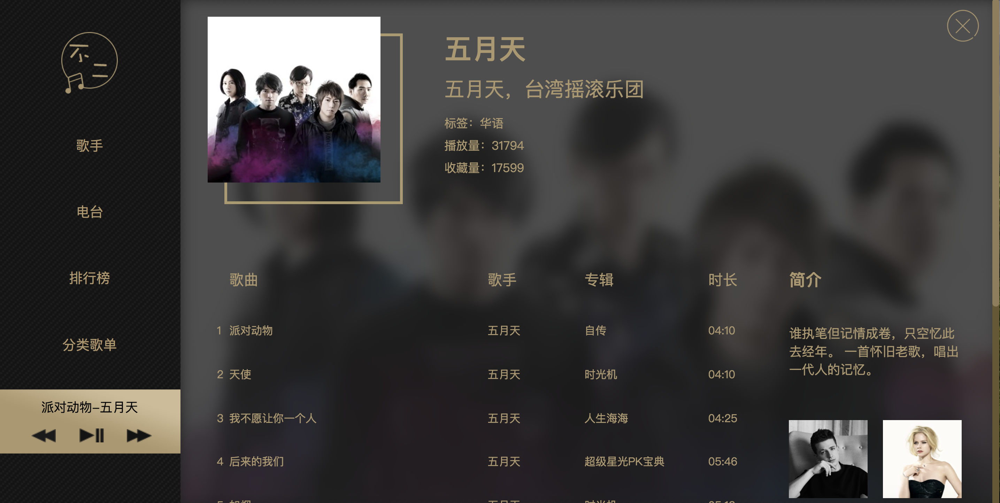 不二
歌手
电台
排行榜
分类歌单
派对动物–五月天
五月天
五月天，台湾摇滚乐团
标签：华语
播放量：31794
收藏量：17599
歌曲 歌手 专辑 时长
1 派对动物 五月天 自传 04:10
2 天使 五月天 时光机 04:10
3 我不愿让你一个人 五月天 人生海海 04:25
4 后来的我们 五月天 超级星光PK宝典 05:46
简介
谁执笔但记情成卷，只空忆此
去经年。 一首怀旧老歌，唱出
一代人的记忆。